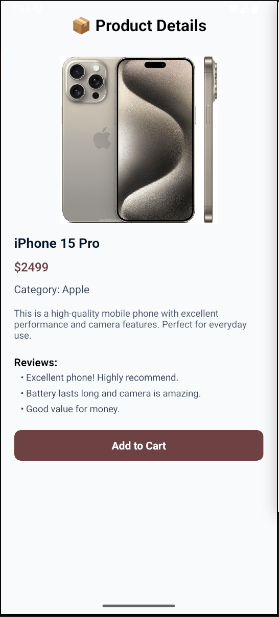 📦 Product Details
iPhone 15 Pro
$2499
Category: Apple
This is a high-quality mobile phone with excellent
performance and camera features. Perfect for everyday
use.
Reviews:
• Excellent phone! Highly recommend.
• Battery lasts long and camera is amazing.
• Good value for money.
Add to Cart